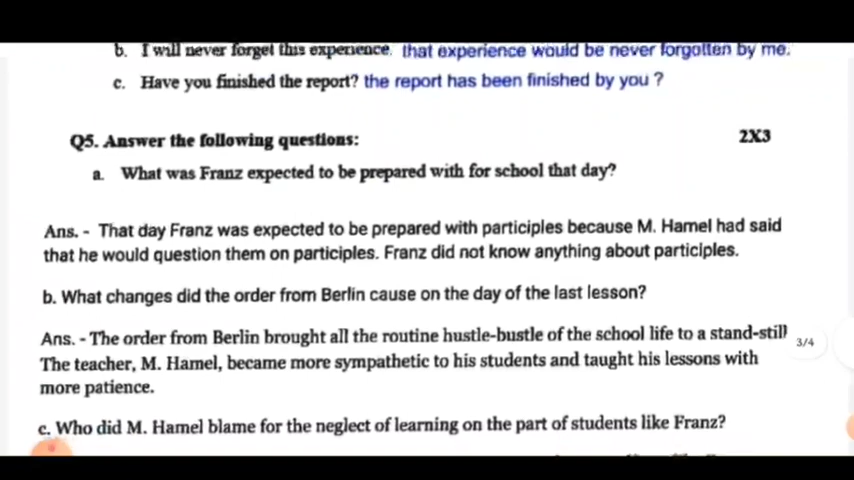 b. I will never forget this experience. that experience would be never forgotten by me.
c. Have you finished the report? the report has been finished by you ?
Q5. Answer the following questions: 2X3
a. What was Franz expected to be prepared with for school that day?
Ans. - That day Franz was expected to be prepared with participles because M. Hamel had said
that he would question them on participles. Franz did not know anything about participles.
b. What changes did the order from Berlin cause on the day of the last lesson?
Ans. - The order from Berlin brought all the routine hustle-bustle of the school life to a stand-still
3/4
The teacher, M. Hamel, became more sympathetic to his students and taught his lessons with
more patience.
c. Who did M. Hamel blame for the neglect of learning on the part of students like Franz?